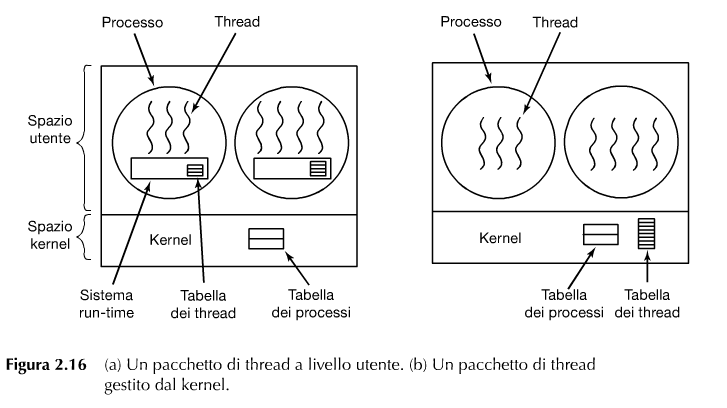 Processo
Thread
Processo
Thread
Spazio
utente
Spazio
kernel
Kernel
Kernel
Sistema
run-time
Tabella
dei thread
Tabella
dei processi
Tabella
dei processi
Tabella
dei thread
Figura 2.16 (a) Un pacchetto di thread a livello utente. (b) Un pacchetto di thread
gestito dal kernel.